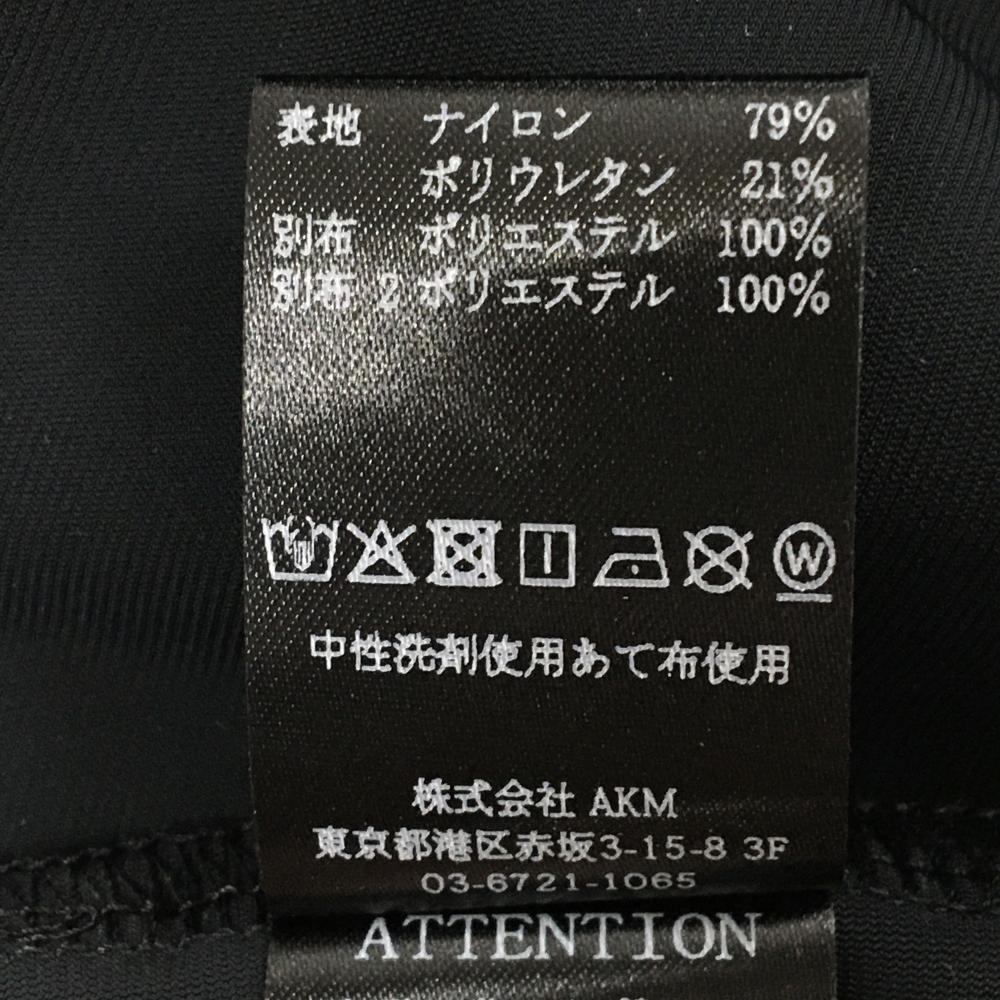 表地 ナイロン 79%
ポリウレタン 21%
別布 ポリエステル 100%
別布 2 ポリエステル 100%
W
中性洗剤使用あて布使用
株式会社 AKM
東京都港区赤坂3-15-8 3F
03-6721-1065
ATTENTION